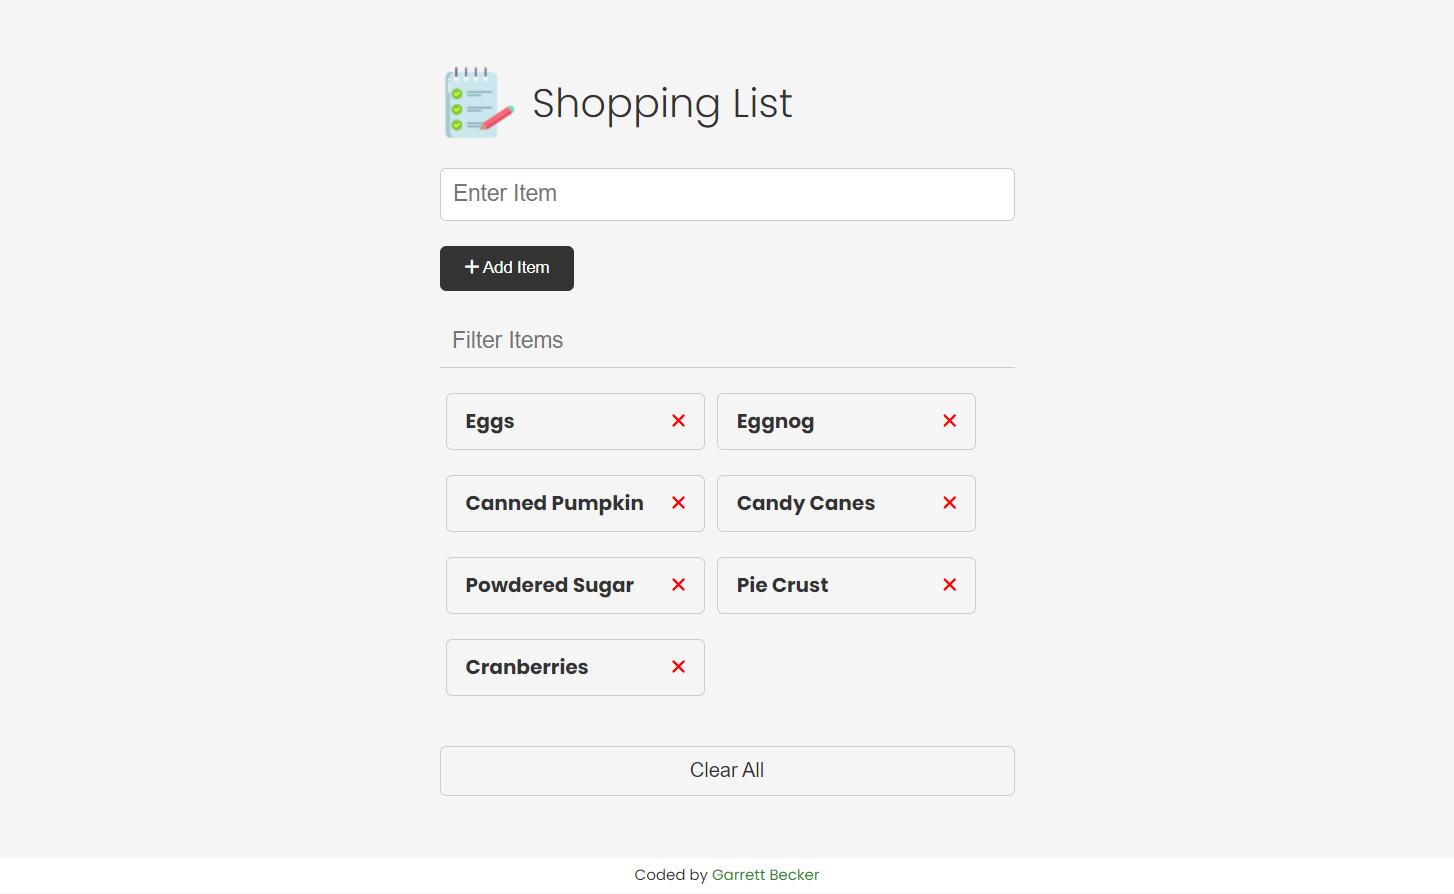 Shopping List
Enter Item
Add Item
Filter Items
Eggs
Eggnog
Canned Pumpkin
Candy Canes
Powdered Sugar
Pie Crust
Cranberries
Clear All
Coded by Garrett Becker